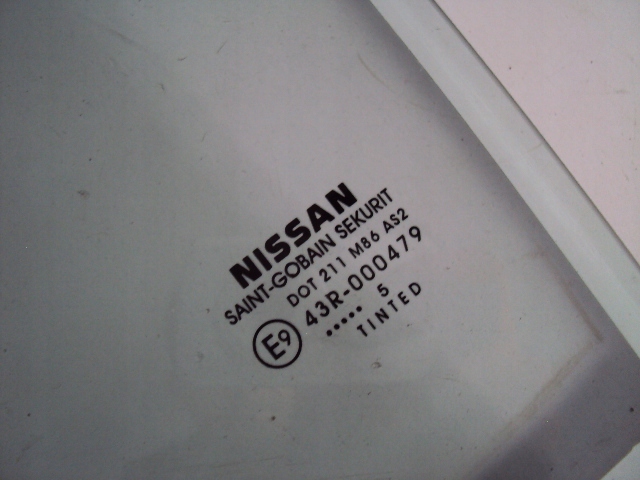 NISSAN
SAINT-GOBAIN SEKURIT
DOT 211 M86 AS2
E9 43R-000479
..... 5
TINTED